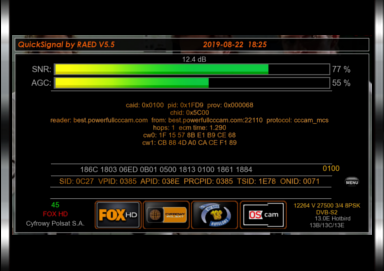 QuickSignal by RAED V5.5 2019-08-22 18:25
12.4 dB
SNR: 77 %
AGC: 55 %
caid: 0x0100 pid: 0x1FD9 prov: 0x000068
chid: 0x5C00
reader: best.powerfullcccam.com from: best.powerfullcccam.com:22110 protocol: cccam_mcs
hops: 1 ecm time: 1.290
cw0: 1F 15 57 8B E1 B9 CE 68
cw1: CB 88 4D A0 CA CE F1 89
186C 1803 06ED 0B01 0500 1813 0100 1861 1884 0100
SID: 0C27 VPID: 0385 APID: 038E PRCPID: 0385 TSID: 1E78 ONID: 0071
MENU
45
FOX HD
Cyfrowy Polsat S.A.
FOX HD
OScam
12264 V 27500 3/4 8PSK
DVB-S2
13.0E Hotbird
13B/13C/13E